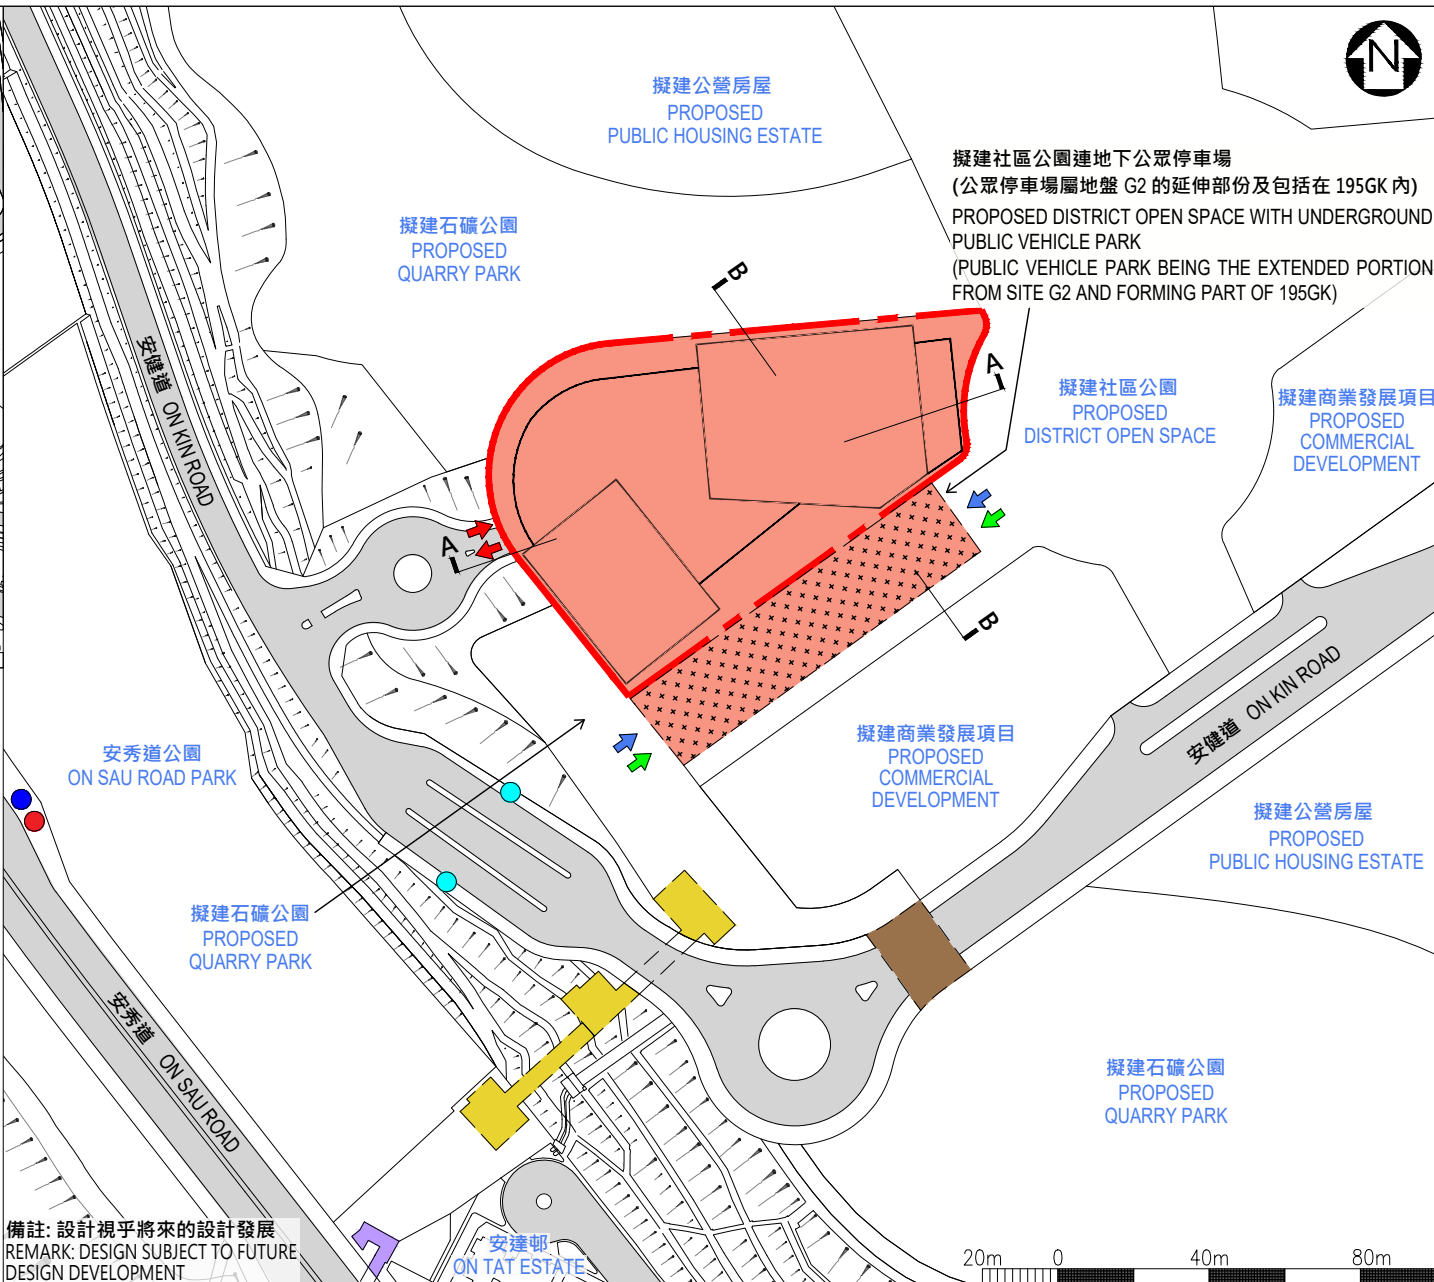 N
擬建公營房屋
PROPOSED
PUBLIC HOUSING ESTATE
擬建社區公園連地下公眾停車場
(公眾停車場屬地盤 G2 的延伸部份及包括在 195GK 內)
PROPOSED DISTRICT OPEN SPACE WITH UNDERGROUND
PUBLIC VEHICLE PARK
(PUBLIC VEHICLE PARK BEING THE EXTENDED PORTION
FROM SITE G2 AND FORMING PART OF 195GK)
擬建石礦公園
PROPOSED
QUARRY PARK
B
A
安健道 ON KIN ROAD
擬建社區公園
PROPOSED
DISTRICT OPEN SPACE
擬建商業發展項目
PROPOSED
COMMERCIAL
DEVELOPMENT
A
B
安健道 ON KIN ROAD
安秀道公園
ON SAU ROAD PARK
擬建商業發展項目
PROPOSED
COMMERCIAL
DEVELOPMENT
擬建公營房屋
PROPOSED
PUBLIC HOUSING ESTATE
擬建石礦公園
PROPOSED
QUARRY PARK
安秀道 ON SAU ROAD
擬建石礦公園
PROPOSED
QUARRY PARK
備註: 設計視乎將來的設計發展
REMARK: DESIGN SUBJECT TO FUTURE
DESIGN DEVELOPMENT
安達邨
ON TAT ESTATE
20m 0 40m 80m